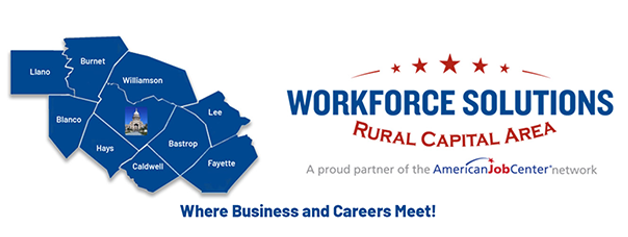 Burnet
Llano
Williamson
Blanco
Lee
Hays
Bastrop
Caldwell
Fayette
WORKFORCE SOLUTIONS
RURAL CAPITAL AREA
A proud partner of the AmericanJobCenter® network
Where Business and Careers Meet!